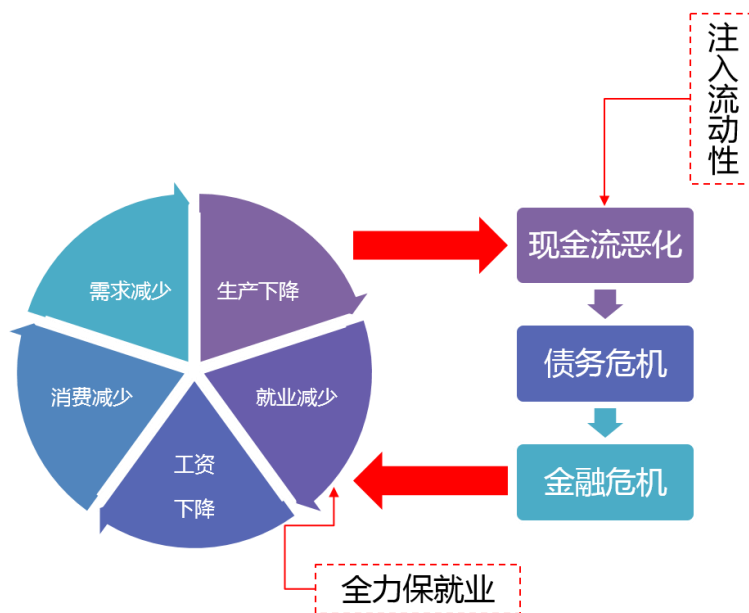 注入流动性
现金流恶化
需求减少
生产下降
债务危机
消费减少
就业减少
工资
下降
金融危机
全力保就业